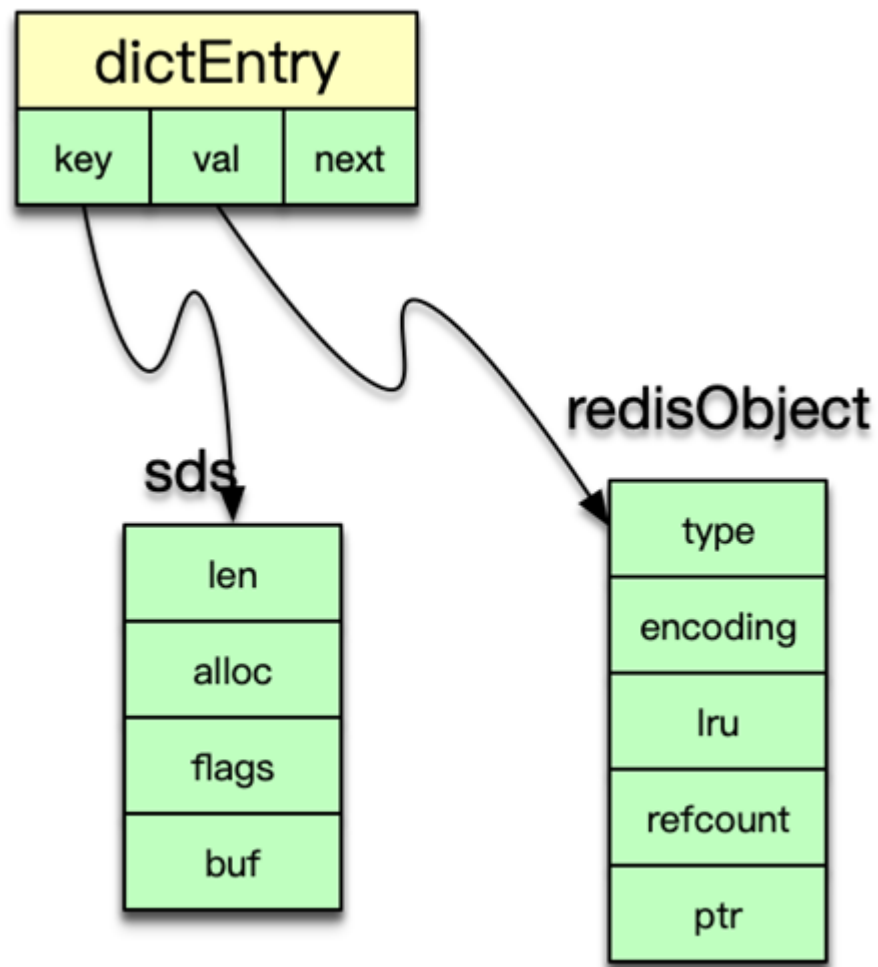 dictEntry
key val next
redisObject
sds
type
len
encoding
alloc
lru
flags
refcount
buf
ptr